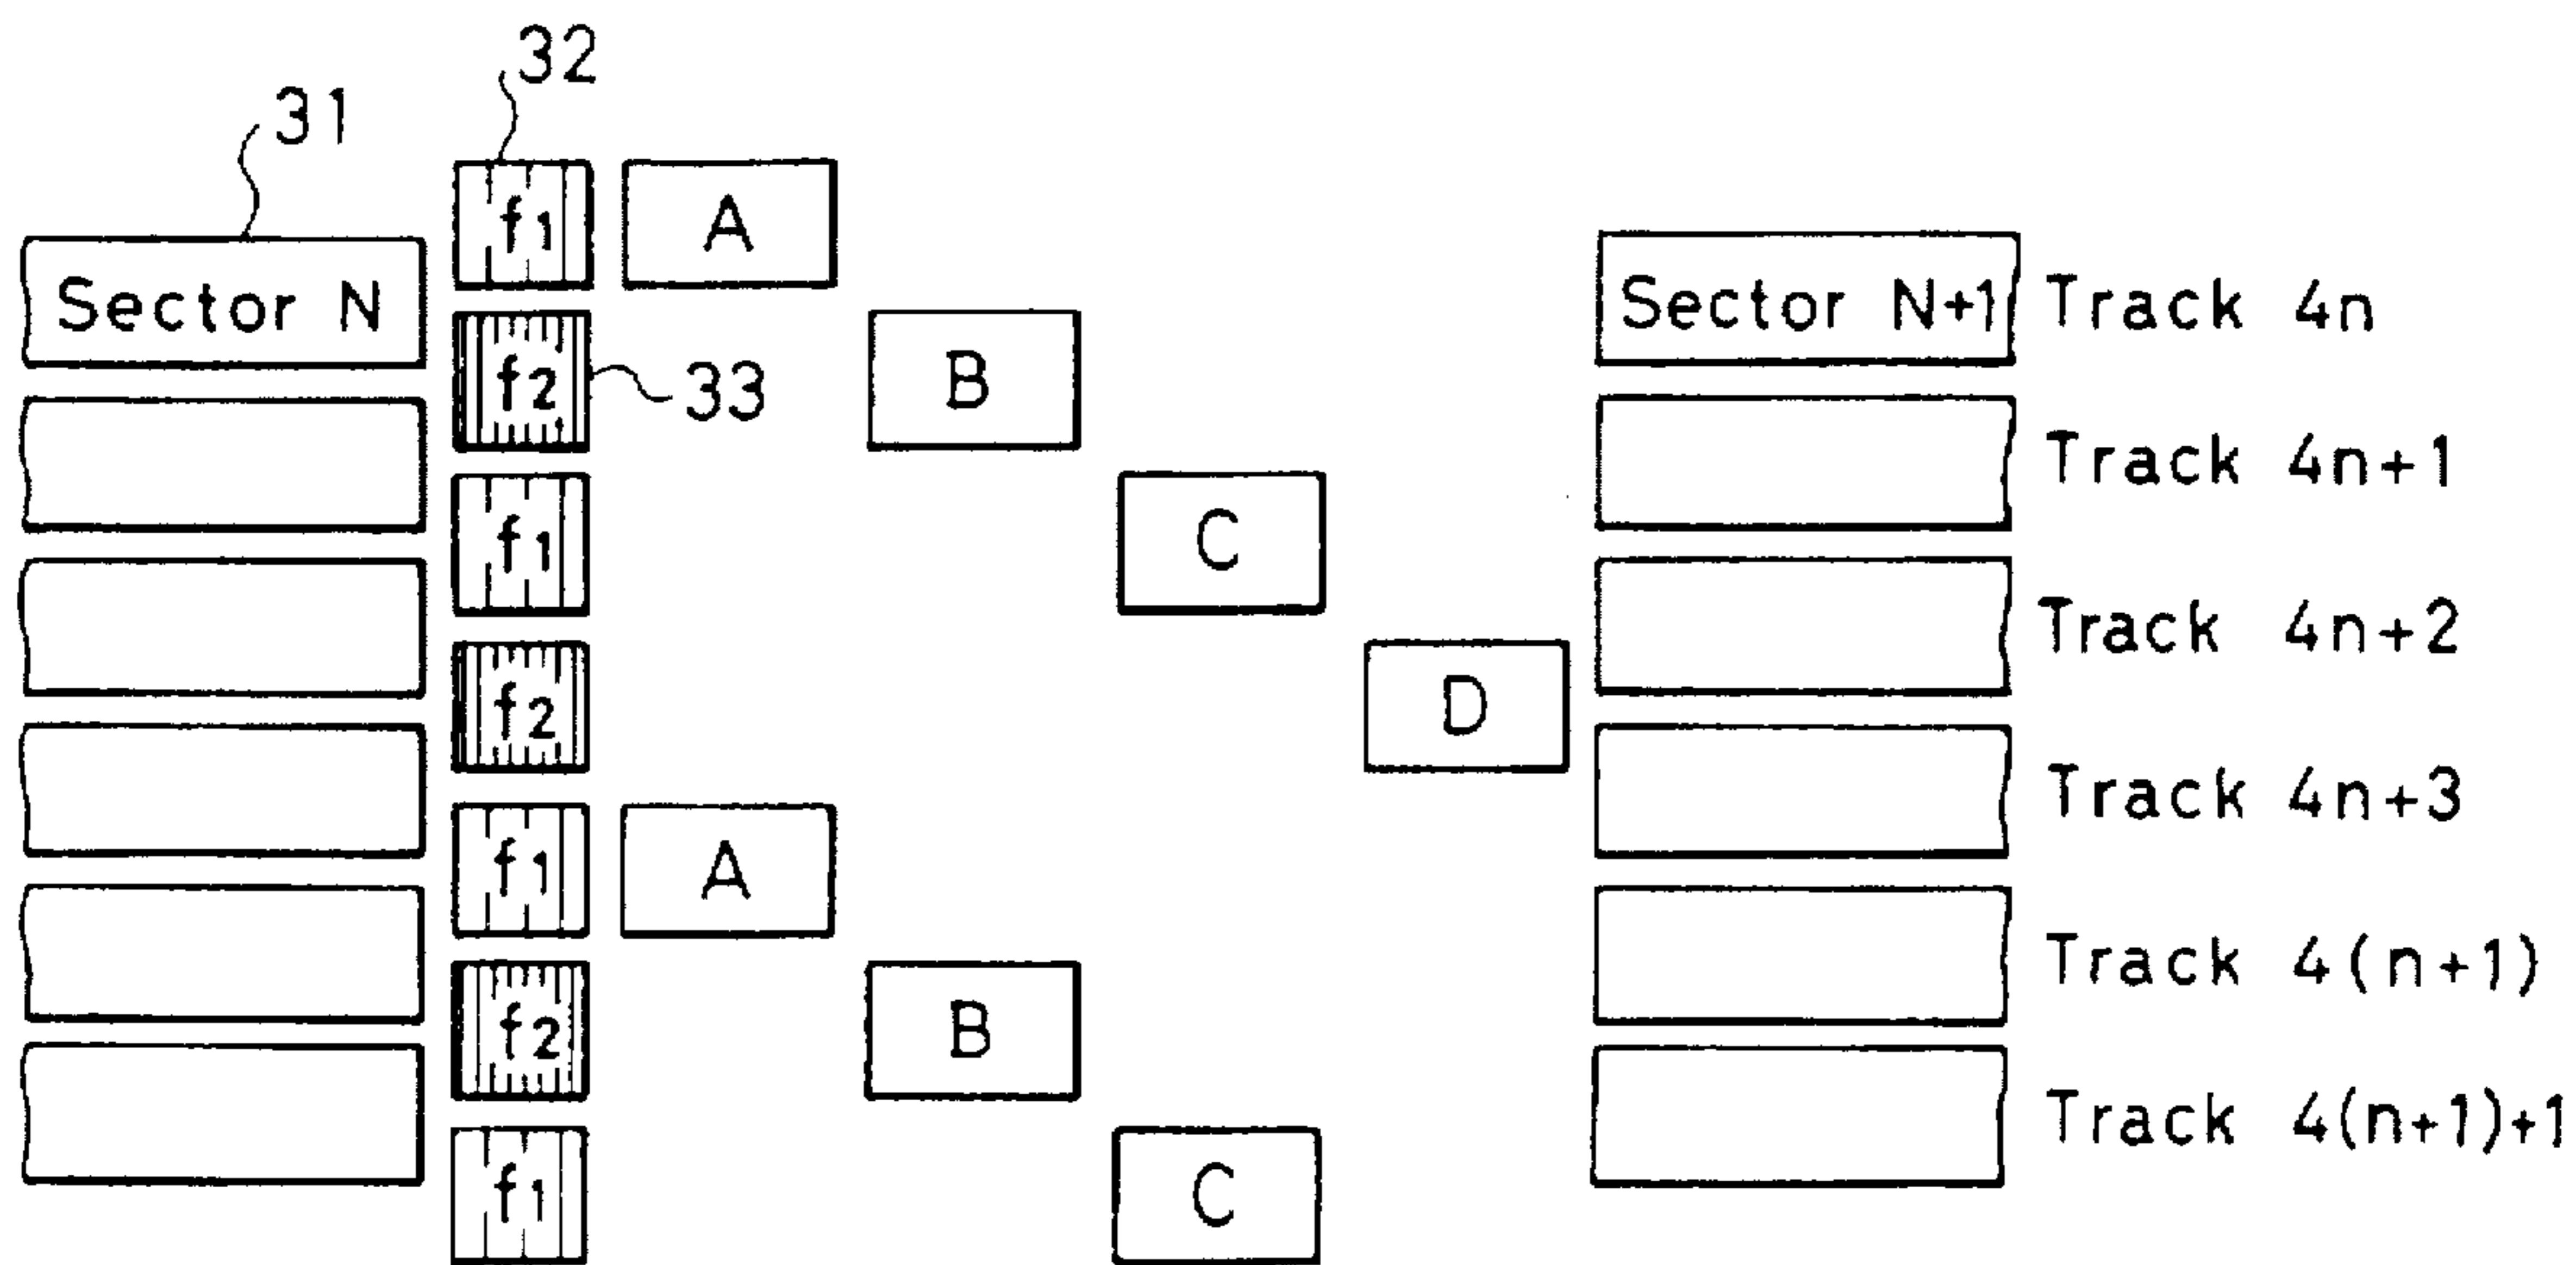 32
31
f1 A
Sector N Sector N+1 Track 4n
f2 33 B
Track 4n+1
f1 C
Track 4n+2
f2 D
Track 4n+3
f1 A
Track 4(n+1)
f2 B
Track 4(n+1)+1
f1 C